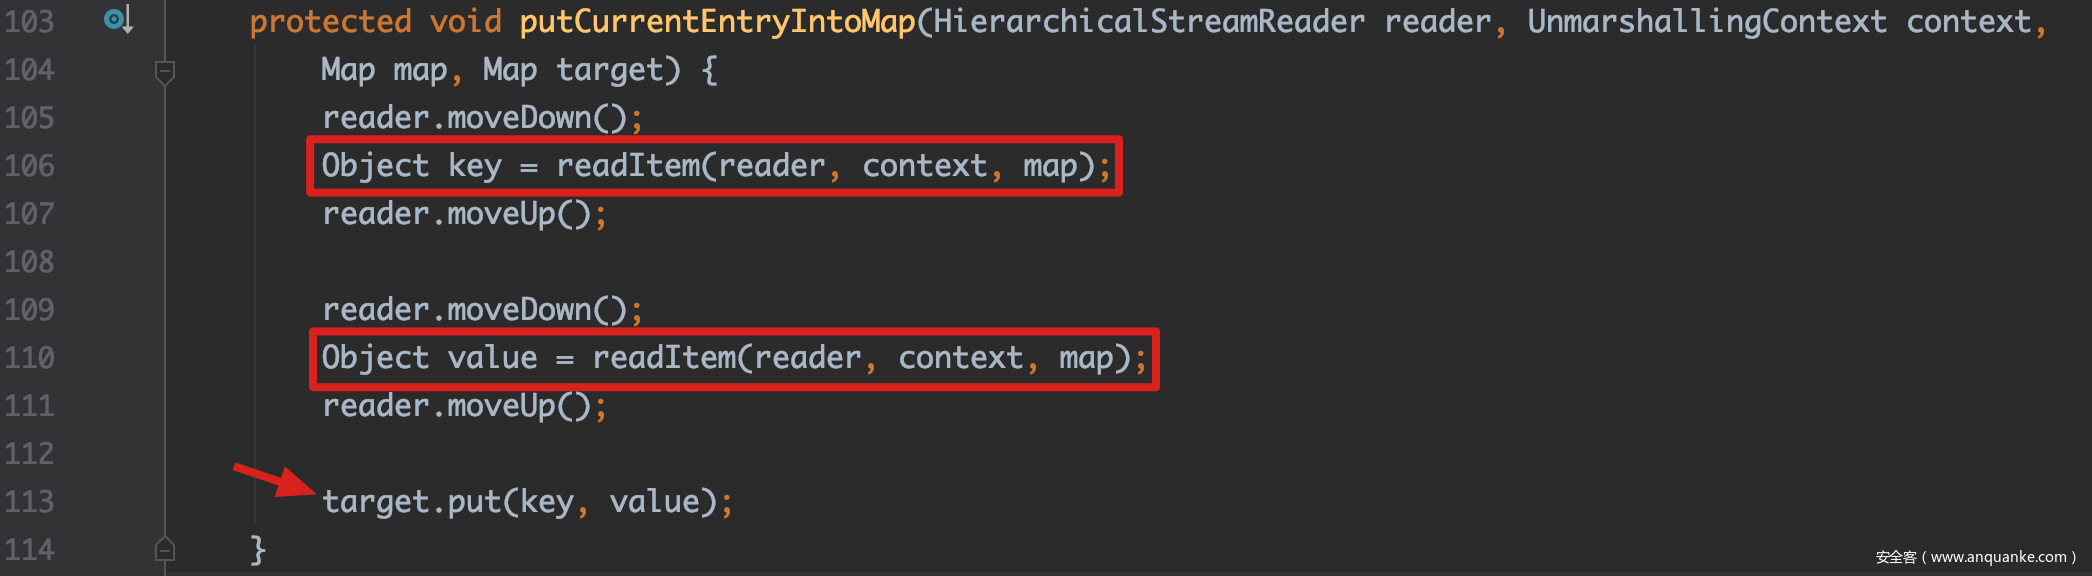 103 protected void putCurrentEntryIntoMap(HierarchicalStreamReader reader, UnmarshallingContext context,
104 Map map, Map target) {
105 reader.moveDown();
106 Object key = readItem(reader, context, map);
107 reader.moveUp();
108
109 reader.moveDown();
110 Object value = readItem(reader, context, map);
111 reader.moveUp();
112
113 target.put(key, value);
114 }
安全客（www.anquanke.com）